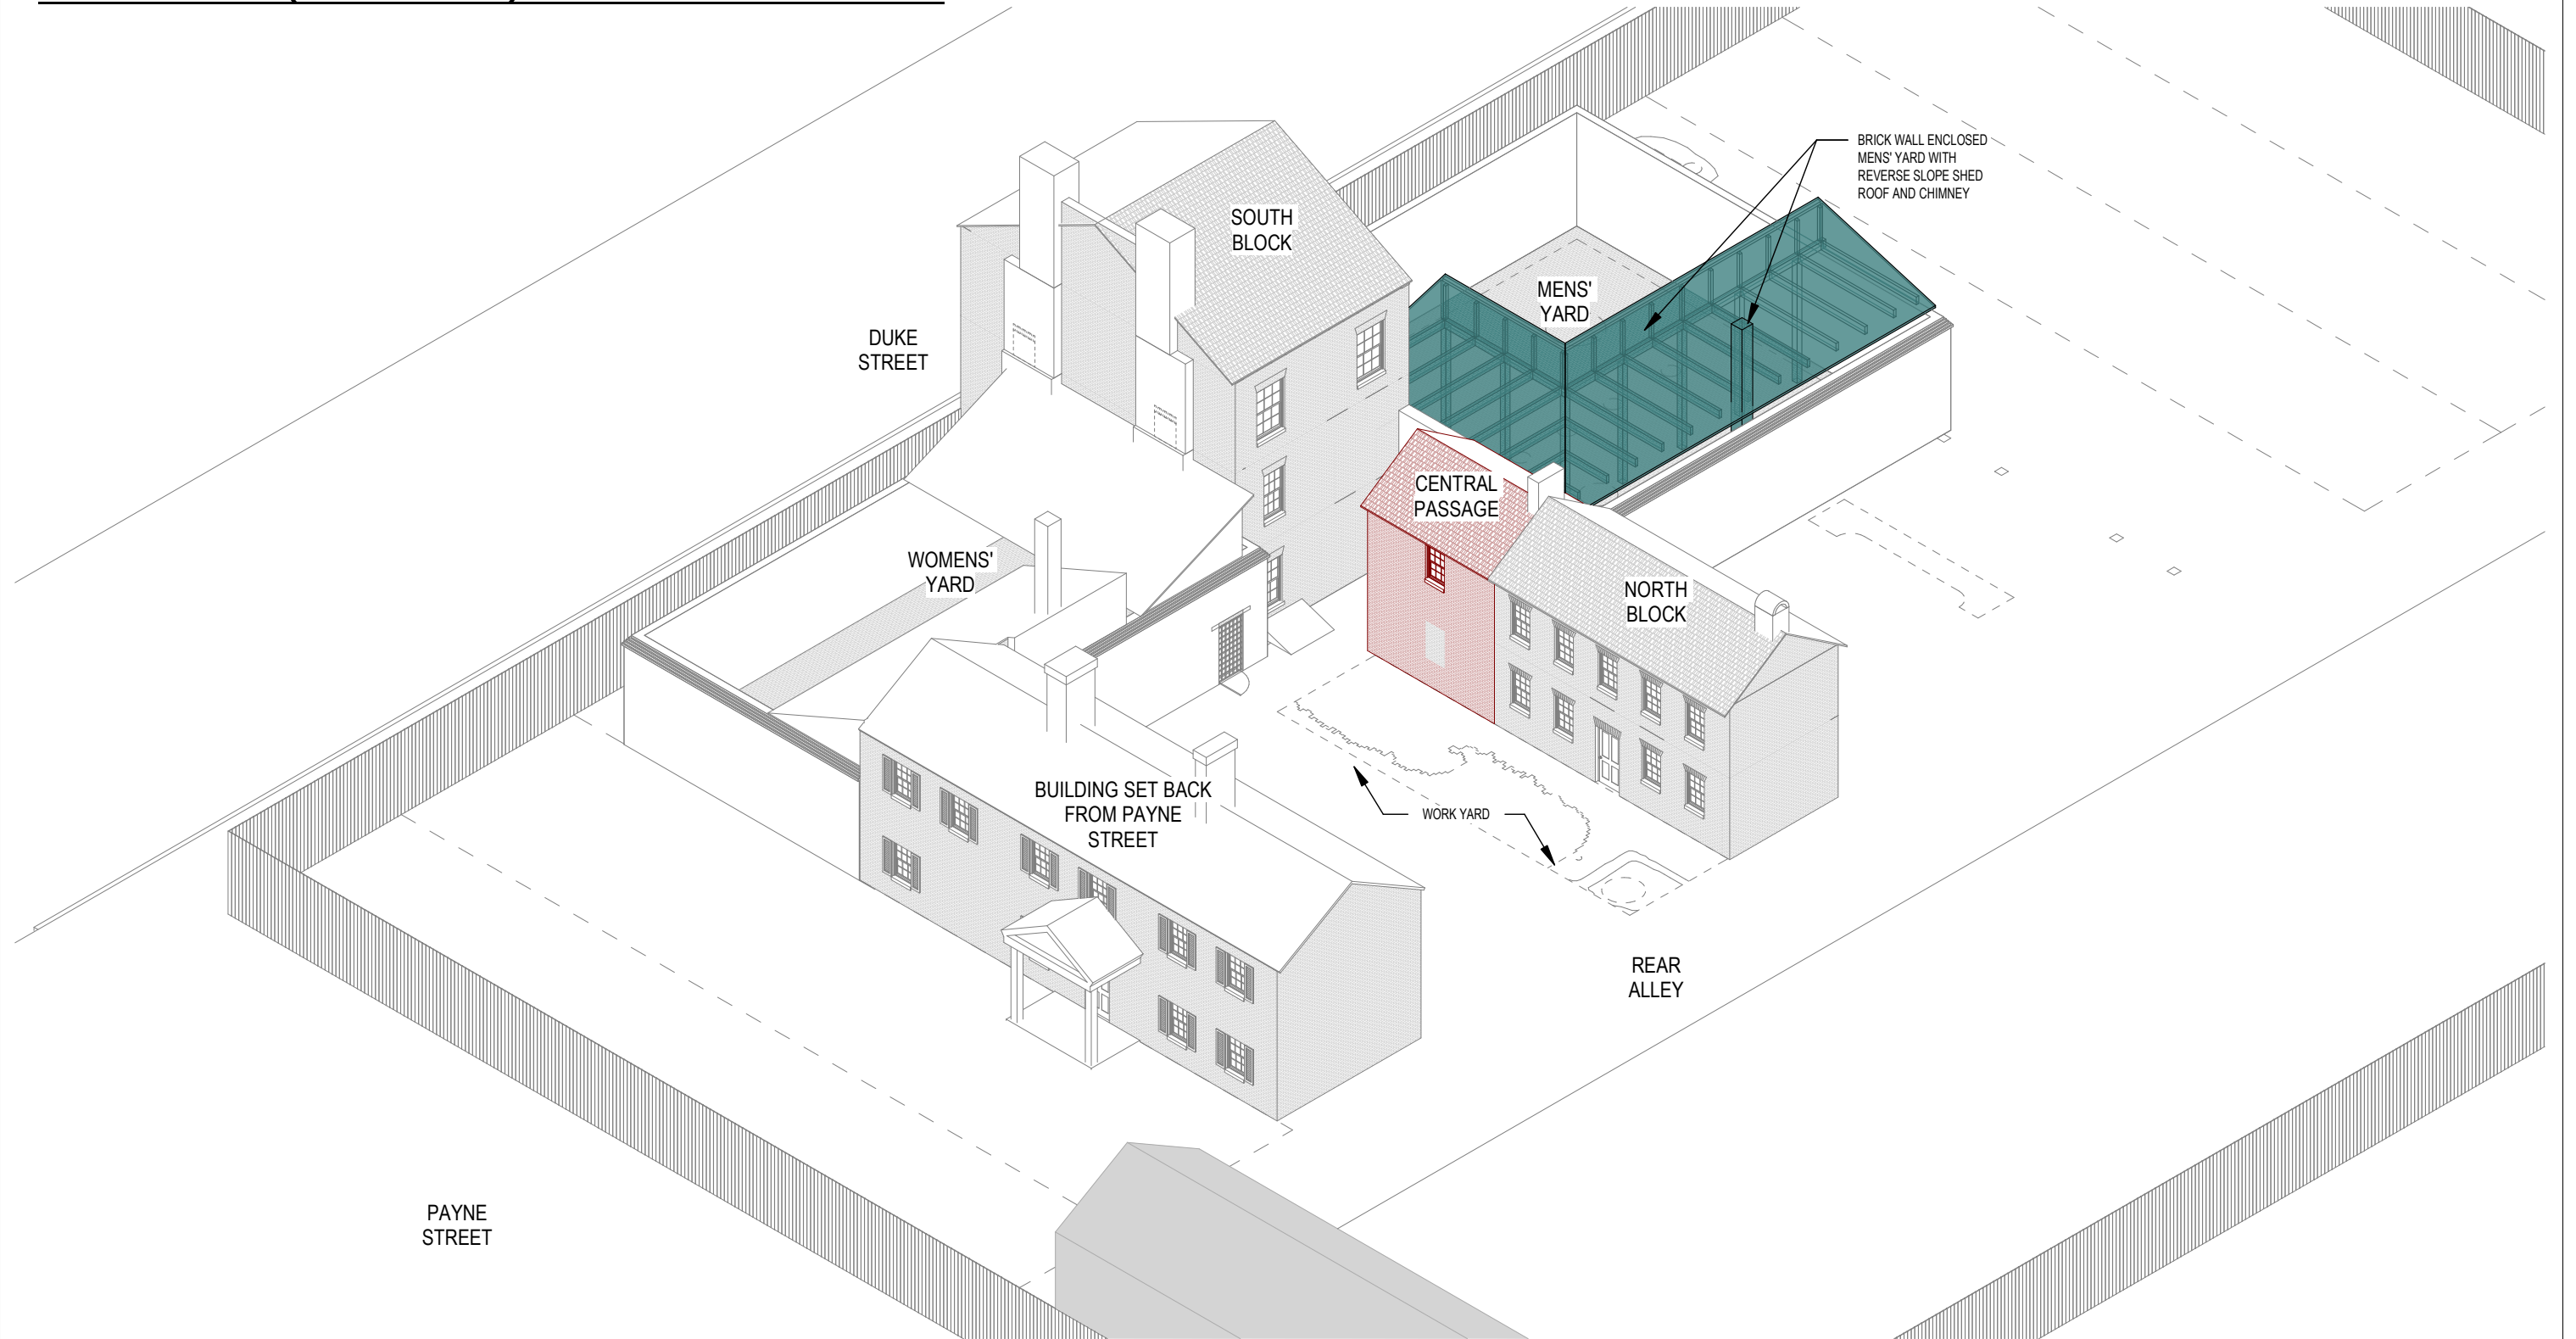 BRICK WALL ENCLOSED
MENS' YARD WITH
REVERSE SLOPE SHED
ROOF AND CHIMNEY
SOUTH
BLOCK
MENS'
YARD
DUKE
STREET
CENTRAL
PASSAGE
WOMENS'
YARD
NORTH
BLOCK
BUILDING SET BACK
FROM PAYNE
STREET
WORK YARD
REAR
ALLEY
PAYNE
STREET